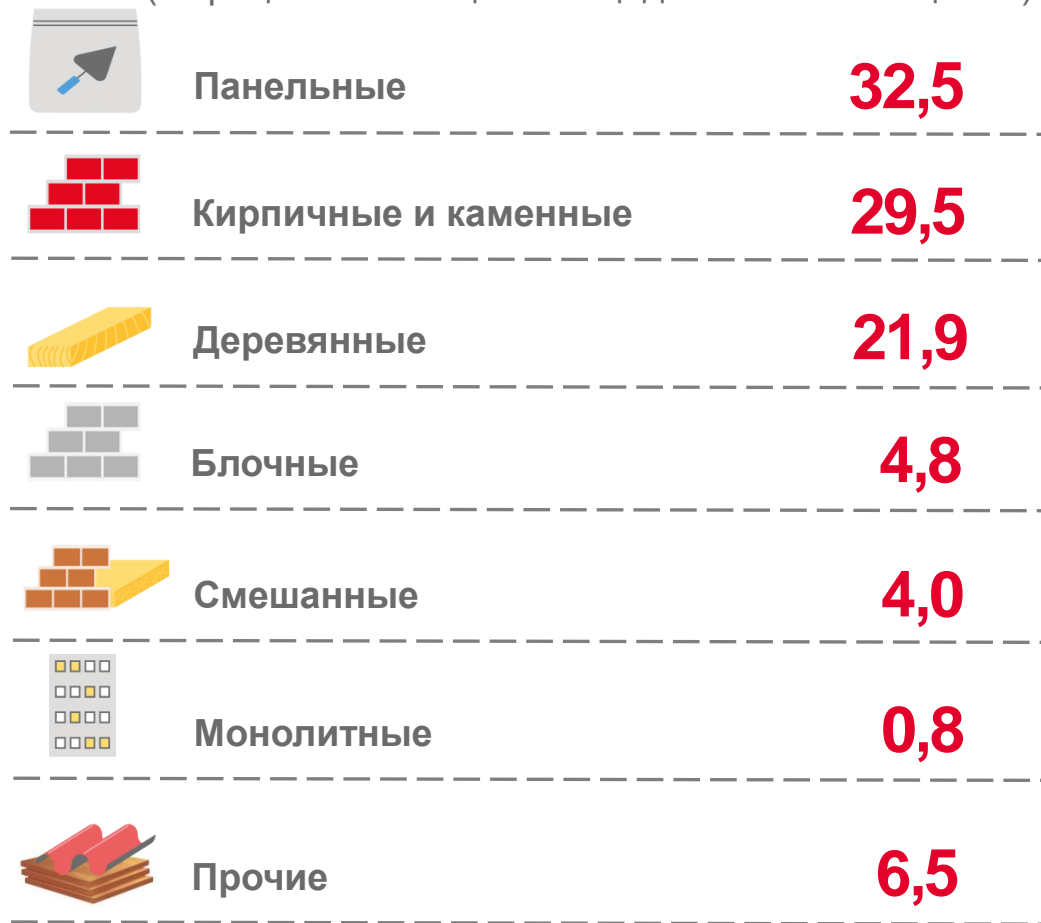 Панельные 32,5
Кирпичные и каменные 29,5
Деревянные 21,9
Блочные 4,8
Смешанные 4,0
Монолитные 0,8
Прочие 6,5